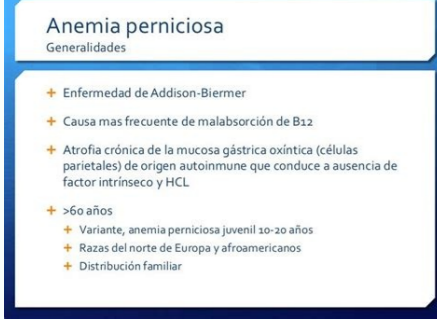 Anemia perniciosa
Generalidades
Enfermedad de Addison-Biermer
Causa mas frecuente de malabsorción de B12
Atrofia crónica de la mucosa gástrica oxíntica (células
parietales) de origen autoinmune que conduce a ausencia de
factor intrínseco y HCL
>60 años
Variante, anemia perniciosa juvenil 10-20 años
Razas del norte de Europa y afroamericanos
Distribución familiar